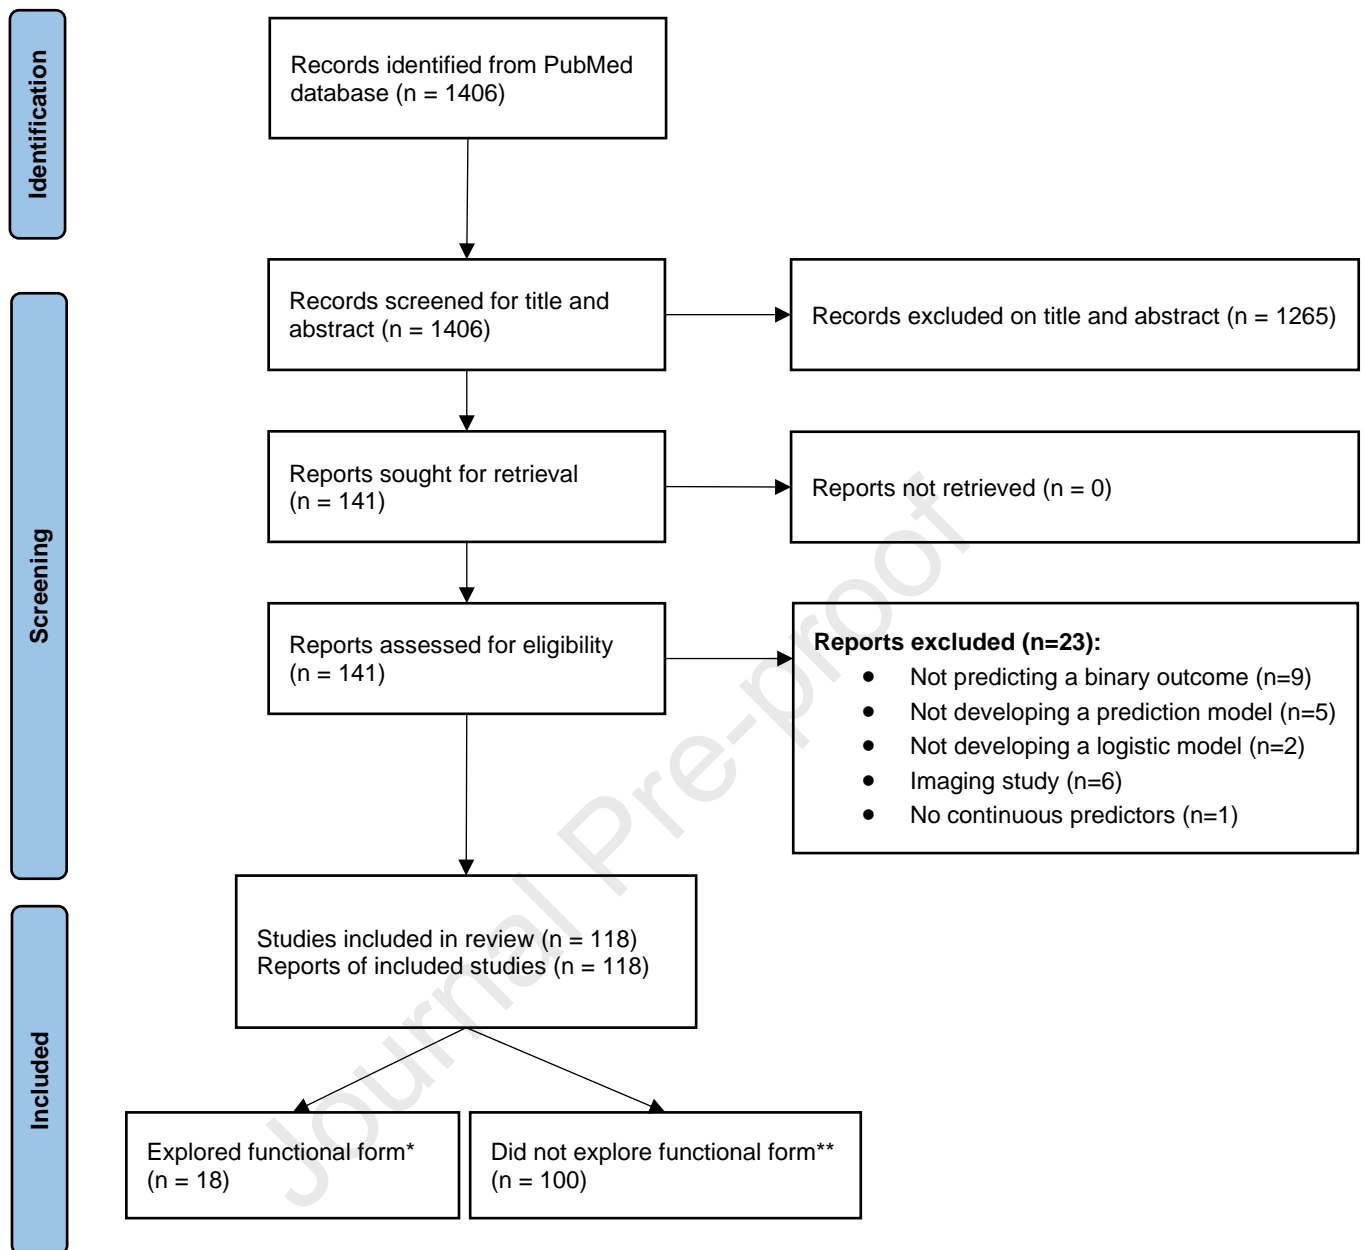 Identification
Records identified from PubMed
database (n = 1406)
Screening
Records screened for title and
abstract (n = 1406)
Records excluded on title and abstract (n = 1265)
Reports sought for retrieval
(n = 141)
Reports not retrieved (n = 0)
Reports assessed for eligibility
(n = 141)
Reports excluded (n=23):
● Not predicting a binary outcome (n=9)
● Not developing a prediction model (n=5)
● Not developing a logistic model (n=2)
● Imaging study (n=6)
● No continuous predictors (n=1)
Included
Studies included in review (n = 118)
Reports of included studies (n = 118)
Explored functional form*
(n = 18)
Did not explore functional form**
(n = 100)
Journal Pre-proof